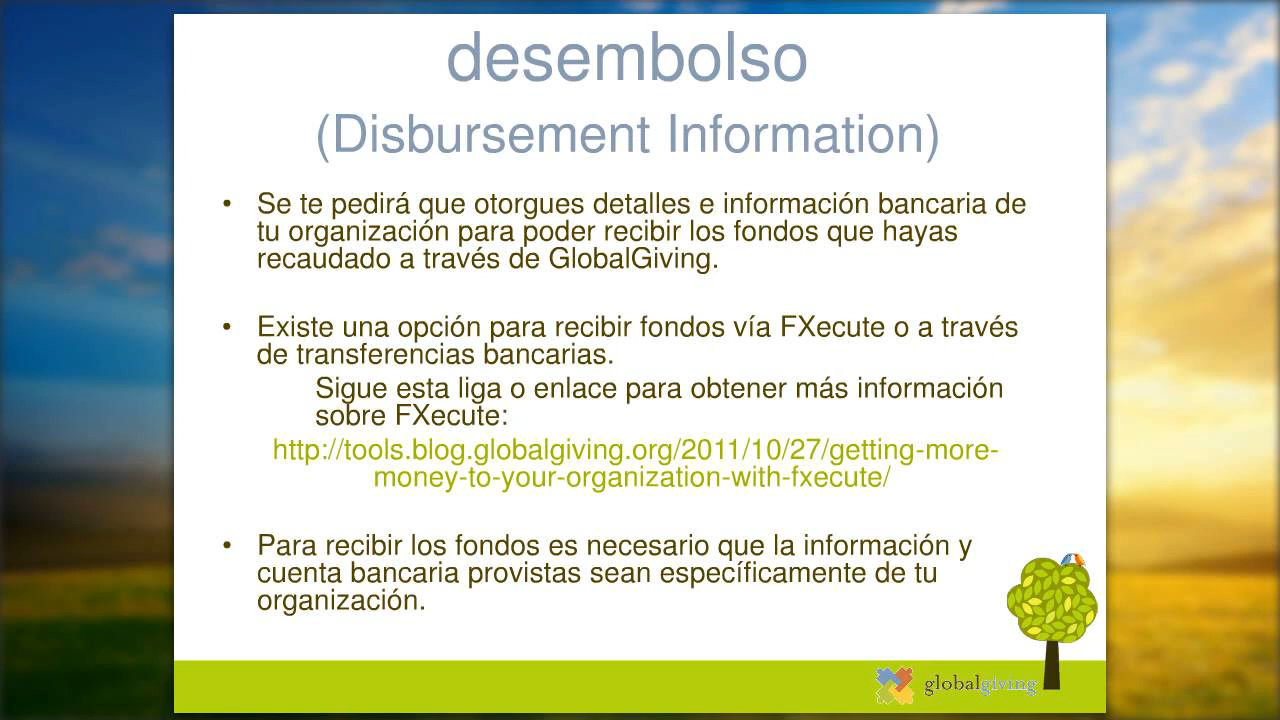 desembolso
(Disbursement Information)
• Se te pedirá que otorgues detalles e información bancaria de
tu organización para poder recibir los fondos que hayas
recaudado a través de GlobalGiving.
• Existe una opción para recibir fondos vía FXecute o a través
de transferencias bancarias.
Sigue esta liga o enlace para obtener más información
sobre FXecute:
http://tools.blog.globalgiving.org/2011/10/27/getting-more-
money-to-your-organization-with-fxecute/
• Para recibir los fondos es necesario que la información y
cuenta bancaria provistas sean específicamente de tu
organización.
globalgiving